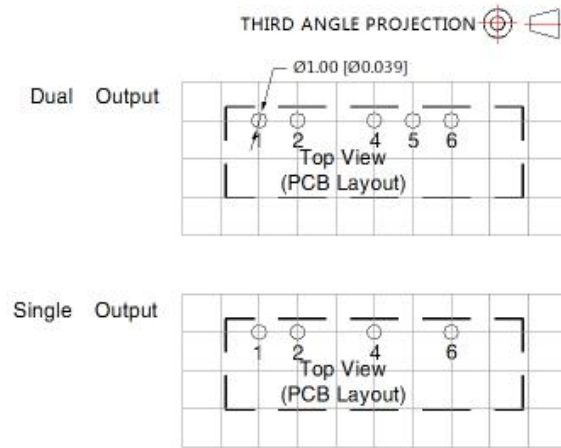 THIRD ANGLE PROJECTION
Ø1.00 [Ø0.039]
Dual Output
1 2 4 5 6
Top View
(PCB Layout)
Single Output
1 2 4 6
Top View
(PCB Layout)